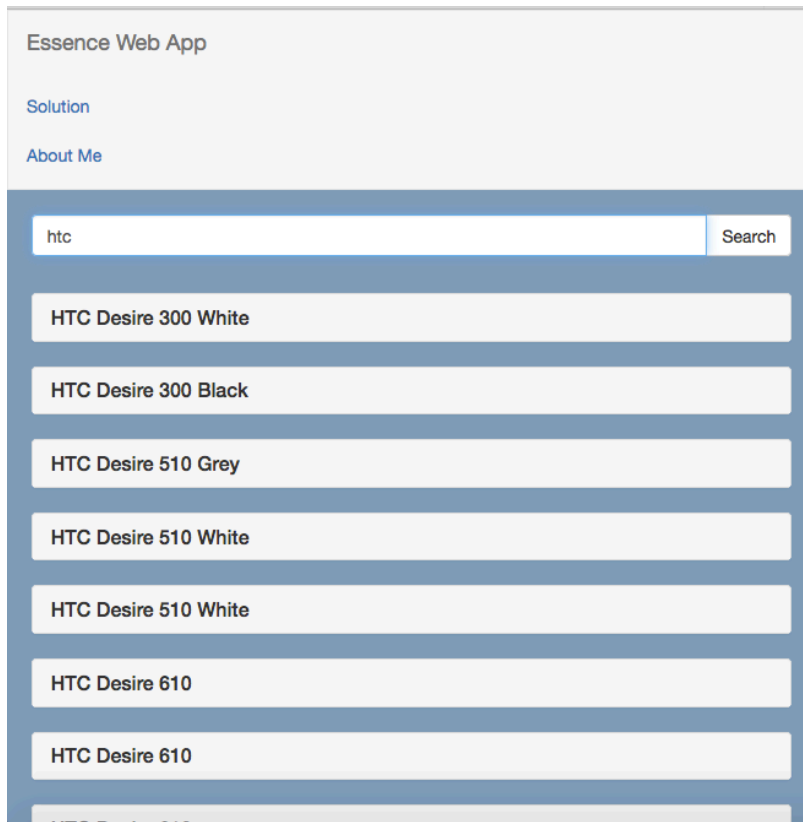 Essence Web App
Solution
About Me
htc Search
HTC Desire 300 White
HTC Desire 300 Black
HTC Desire 510 Grey
HTC Desire 510 White
HTC Desire 510 White
HTC Desire 610
HTC Desire 610